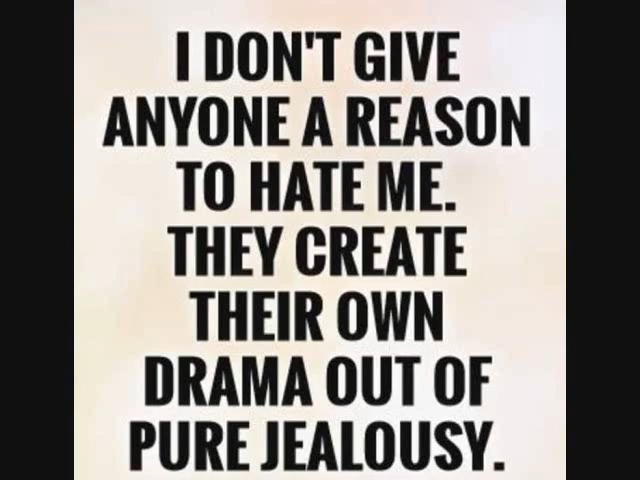 I DON'T GIVE
ANYONE A REASON
TO HATE ME.
THEY CREATE
THEIR OWN
DRAMA OUT OF
PURE JEALOUSY.